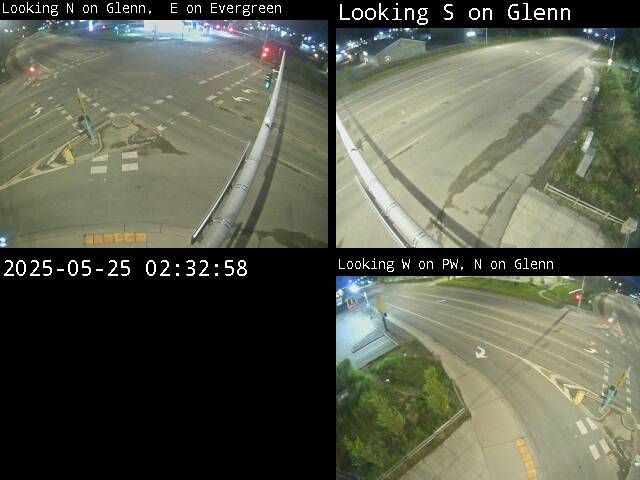 Looking N on Glenn,  E on Evergreen
Looking S on Glenn
2025-05-25 02:32:58
Looking W on PW, N on Glenn